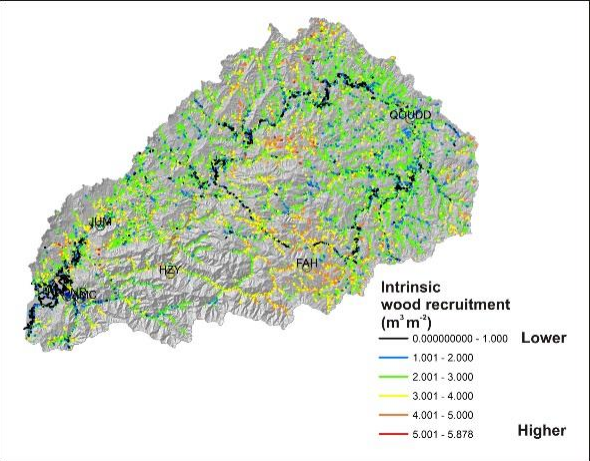 QOUDD
JUM
HZY
FAH
Intrinsic
wood recruitment
(m³ m⁻²)
0.000000000 - 1.000 Lower
1.001 - 2.000
2.001 - 3.000
3.001 - 4.000
4.001 - 5.000
5.001 - 5.878 Higher